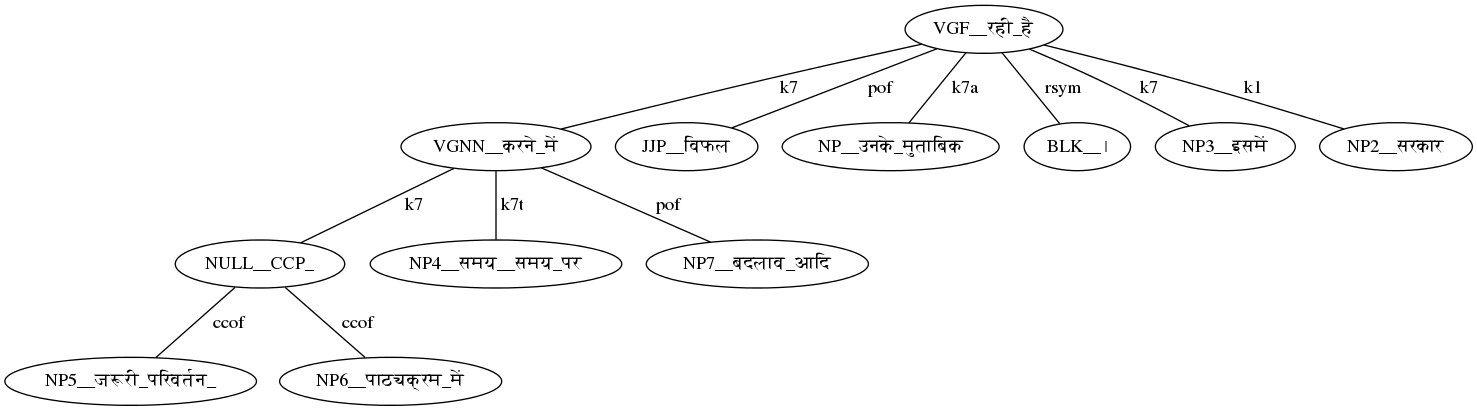 VGF__रही_है
k7 pof k7a rsym k7 k1
VGNN__करने_में JJP__विफल NP__उनके_मुताबिक BLK__। NP3__इसमें NP2__सरकार
k7 k7t pof
NULL__CCP_ NP4__समय__समय_पर NP7__बदलाव_आदि
ccof ccof
NP5__जरूरी_परिवर्तन_ NP6__पाठ्यक्रम_में